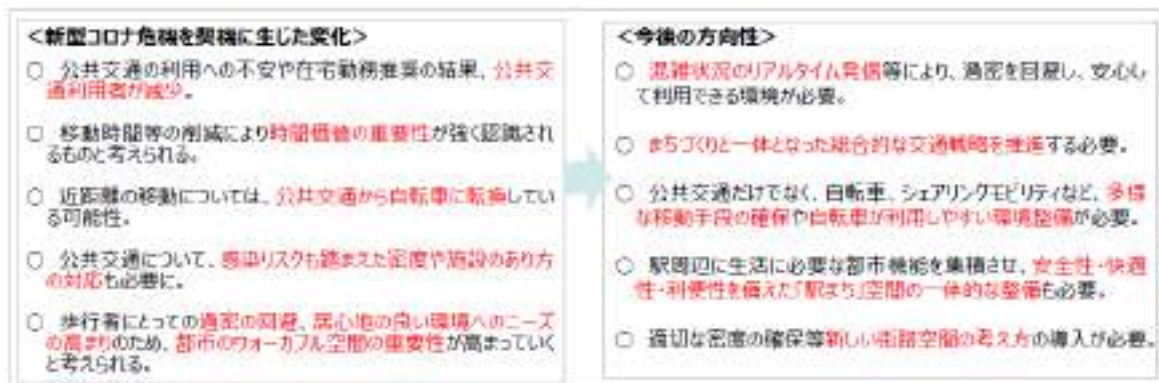 <新型コロナ危機を契機に生じた変化>
○ 公共交通の利用への不安や在宅勤務推奨の結果、公共交
通利用者が減少。
○ 移動時間等の削減により時間価値の重要性が強く認識され
るものと考えられる。
○ 近距離の移動については、公共交通から自転車に転換してい
る可能性。
○ 公共交通について、感染リスクも踏まえた密度や施設のあり方
の対応も必要に。
○ 歩行者にとっての過密の回避、居心地の良い環境へのニーズ
の高まりのため、都市のウォーカブル空間の重要性が高まっていく
と考えられる。
<今後の方向性>
○ 混雑状況のリアルタイム発信等により、過密を回避し、安心し
て利用できる環境が必要。
○ まちづくりと一体となった総合的な交通戦略を推進する必要。
○ 公共交通だけでなく、自転車、シェアリングモビリティなど、多様
な移動手段の確保や自転車が利用しやすい環境整備が必要。
○ 駅周辺に生活に必要な都市機能を集積させ、安全性・快適
性・利便性を備えた「駅まち」空間の一体的な整備も必要。
○ 適切な密度の確保等新しい街路空間の考え方の導入が必要。